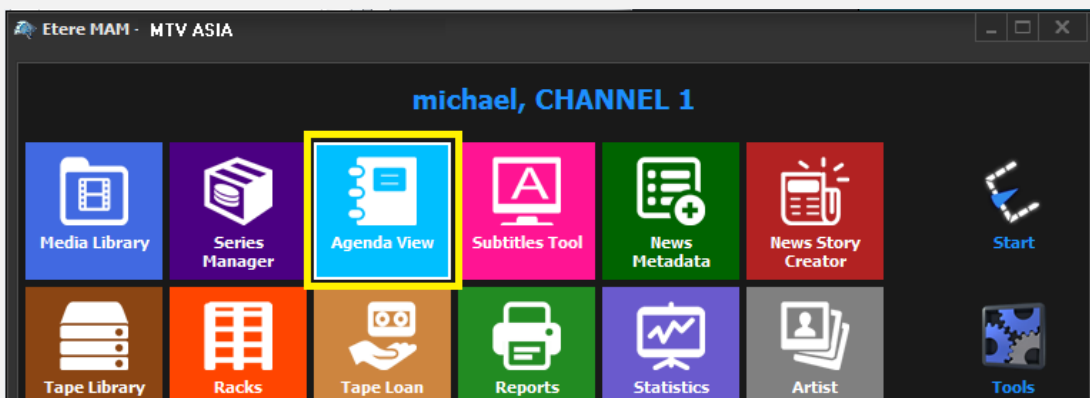 Etere MAM - MTV ASIA
michael, CHANNEL 1
Media Library
Series
Manager
Agenda View
Subtitles Tool
News
Metadata
News Story
Creator
Start
Tape Library
Racks
Tape Loan
Reports
Statistics
Artist
Tools